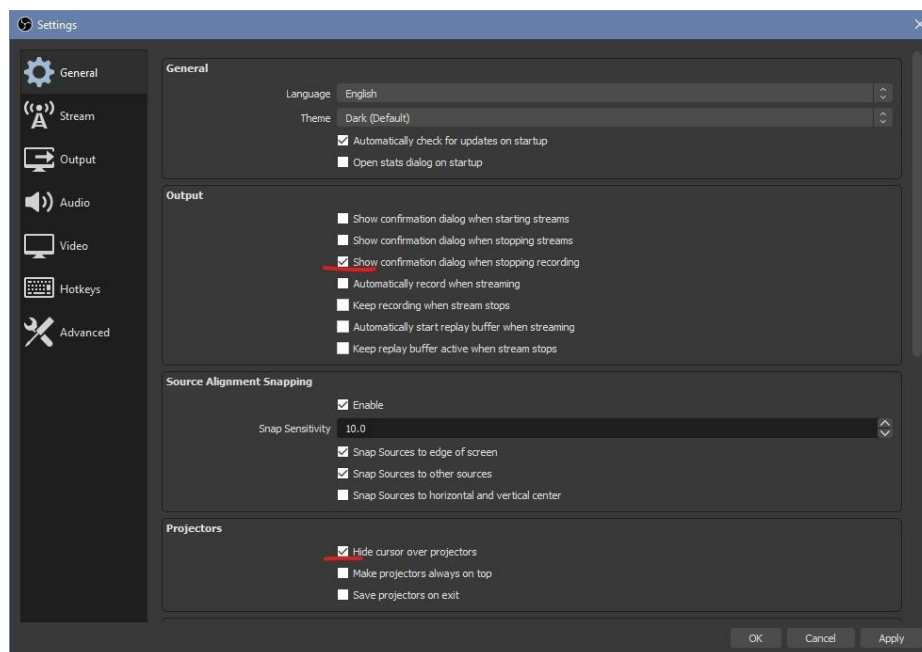 Settings
General
Stream
Output
Audio
Video
Hotkeys
Advanced
General
Language English
Theme Dark (Default)
Automatically check for updates on startup
Open stats dialog on startup
Output
Show confirmation dialog when starting streams
Show confirmation dialog when stopping streams
Show confirmation dialog when stopping recording
Automatically record when streaming
Keep recording when stream stops
Automatically start replay buffer when streaming
Keep replay buffer active when stream stops
Source Alignment Snapping
Enable
Snap Sensitivity 10.0
Snap Sources to edge of screen
Snap Sources to other sources
Snap Sources to horizontal and vertical center
Projectors
Hide cursor over projectors
Make projectors always on top
Save projectors on exit
OK Cancel Apply